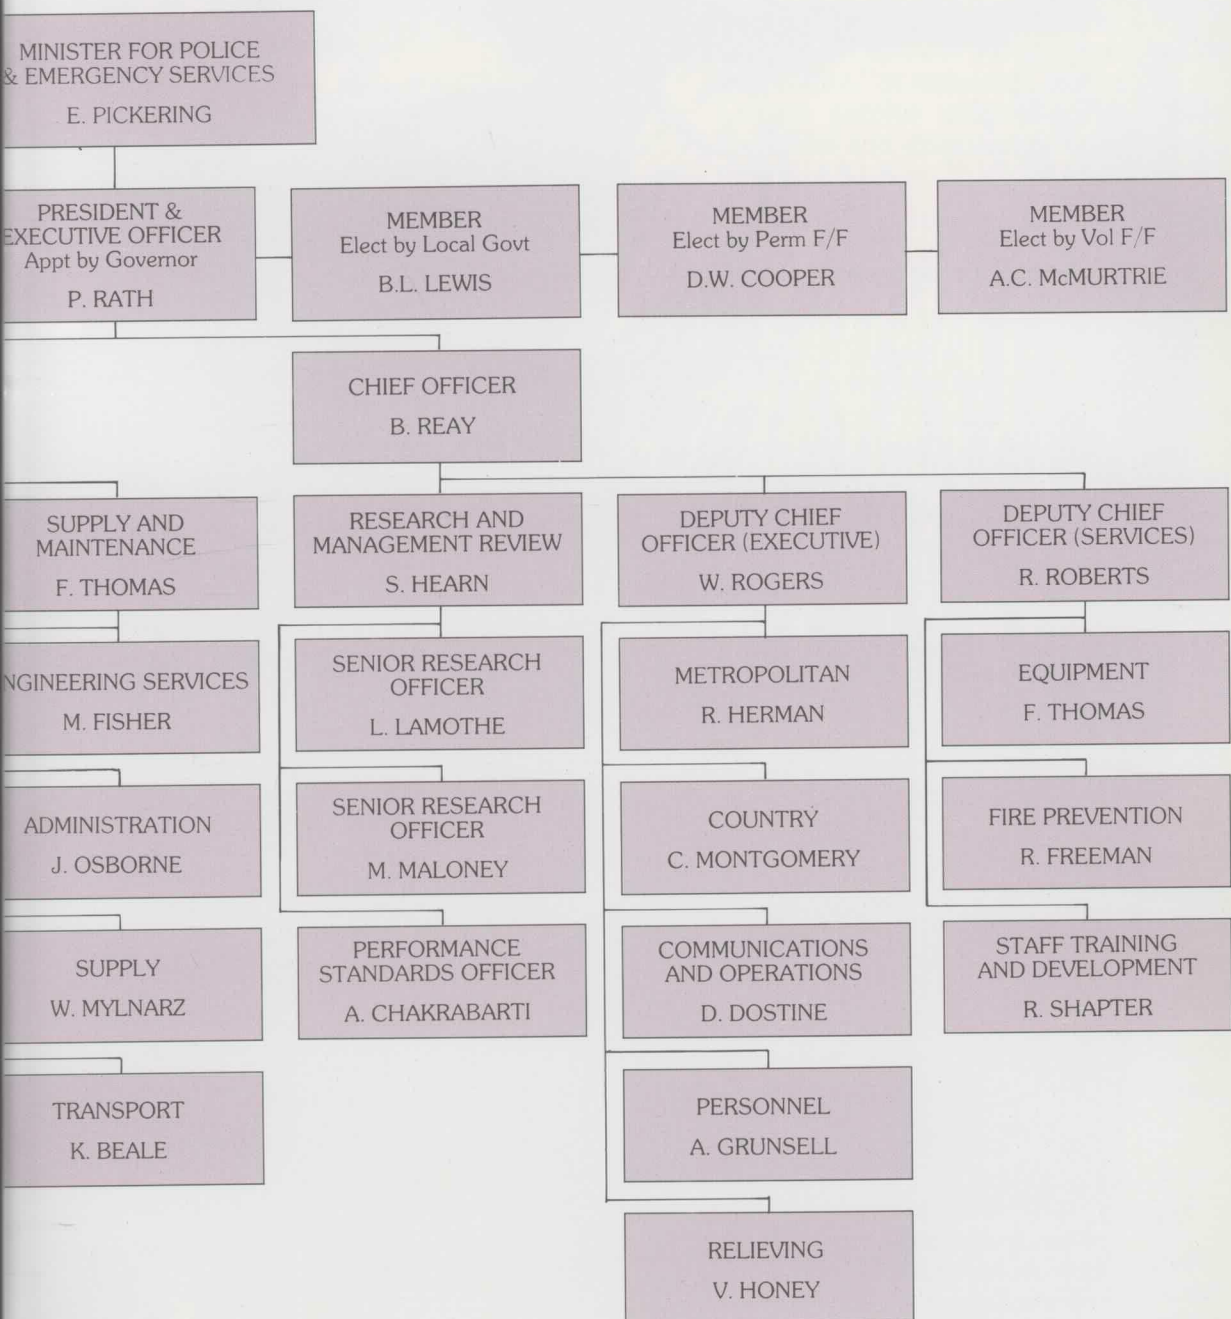 MINISTER FOR POLICE
& EMERGENCY SERVICES
E. PICKERING
PRESIDENT &
EXECUTIVE OFFICER
Appt by Governor
P. RATH
MEMBER
Elect by Local Govt
B.L. LEWIS
MEMBER
Elect by Perm F/F
D.W. COOPER
MEMBER
Elect by Vol F/F
A.C. McMURTRIE
CHIEF OFFICER
B. REAY
SUPPLY AND
MAINTENANCE
F. THOMAS
RESEARCH AND
MANAGEMENT REVIEW
S. HEARN
DEPUTY CHIEF
OFFICER (EXECUTIVE)
W. ROGERS
DEPUTY CHIEF
OFFICER (SERVICES)
R. ROBERTS
NGINEERING SERVICES
M. FISHER
SENIOR RESEARCH
OFFICER
L. LAMOTHE
METROPOLITAN
R. HERMAN
EQUIPMENT
F. THOMAS
ADMINISTRATION
J. OSBORNE
SENIOR RESEARCH
OFFICER
M. MALONEY
COUNTRY
C. MONTGOMERY
FIRE PREVENTION
R. FREEMAN
SUPPLY
W. MYLNARZ
PERFORMANCE
STANDARDS OFFICER
A. CHAKRABARTI
COMMUNICATIONS
AND OPERATIONS
D. DOSTINE
STAFF TRAINING
AND DEVELOPMENT
R. SHAPTER
TRANSPORT
K. BEALE
PERSONNEL
A. GRUNSELL
RELIEVING
V. HONEY